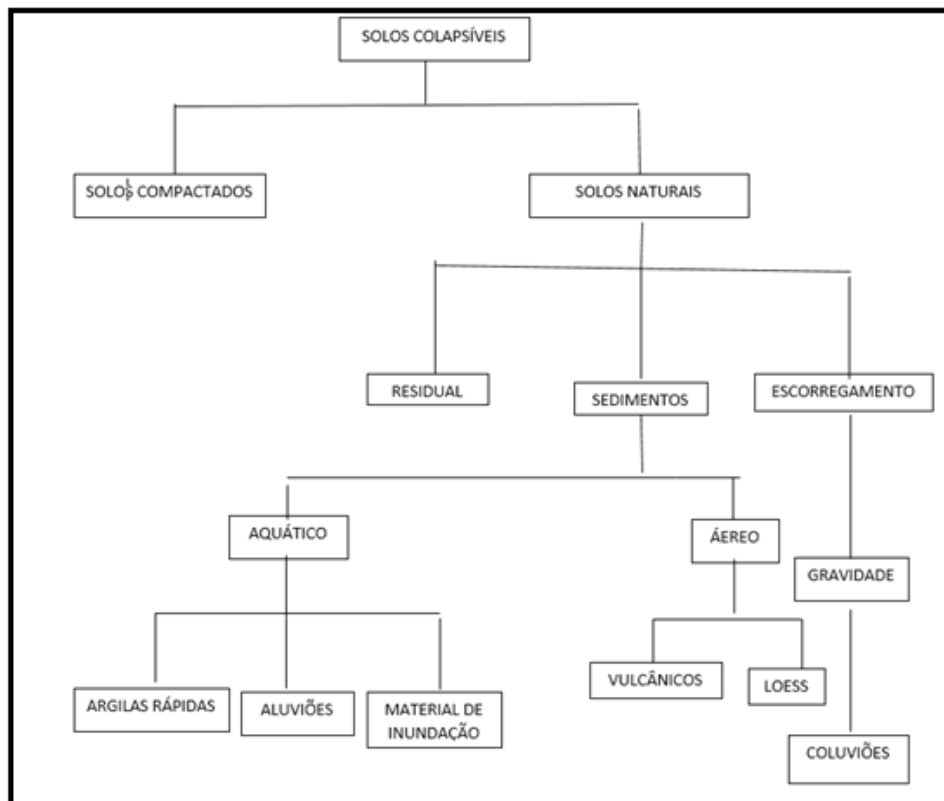 SOLOS COLAPSÍVEIS
SOLOS COMPACTADOS
SOLOS NATURAIS
RESIDUAL
SEDIMENTOS
ESCORREGAMENTO
AQUÁTICO
ÁEREO
GRAVIDADE
ARGILAS RÁPIDAS
ALUVIÕES
MATERIAL DE
INUNDAÇÃO
VULCÂNICOS
LOESS
COLUVIÕES